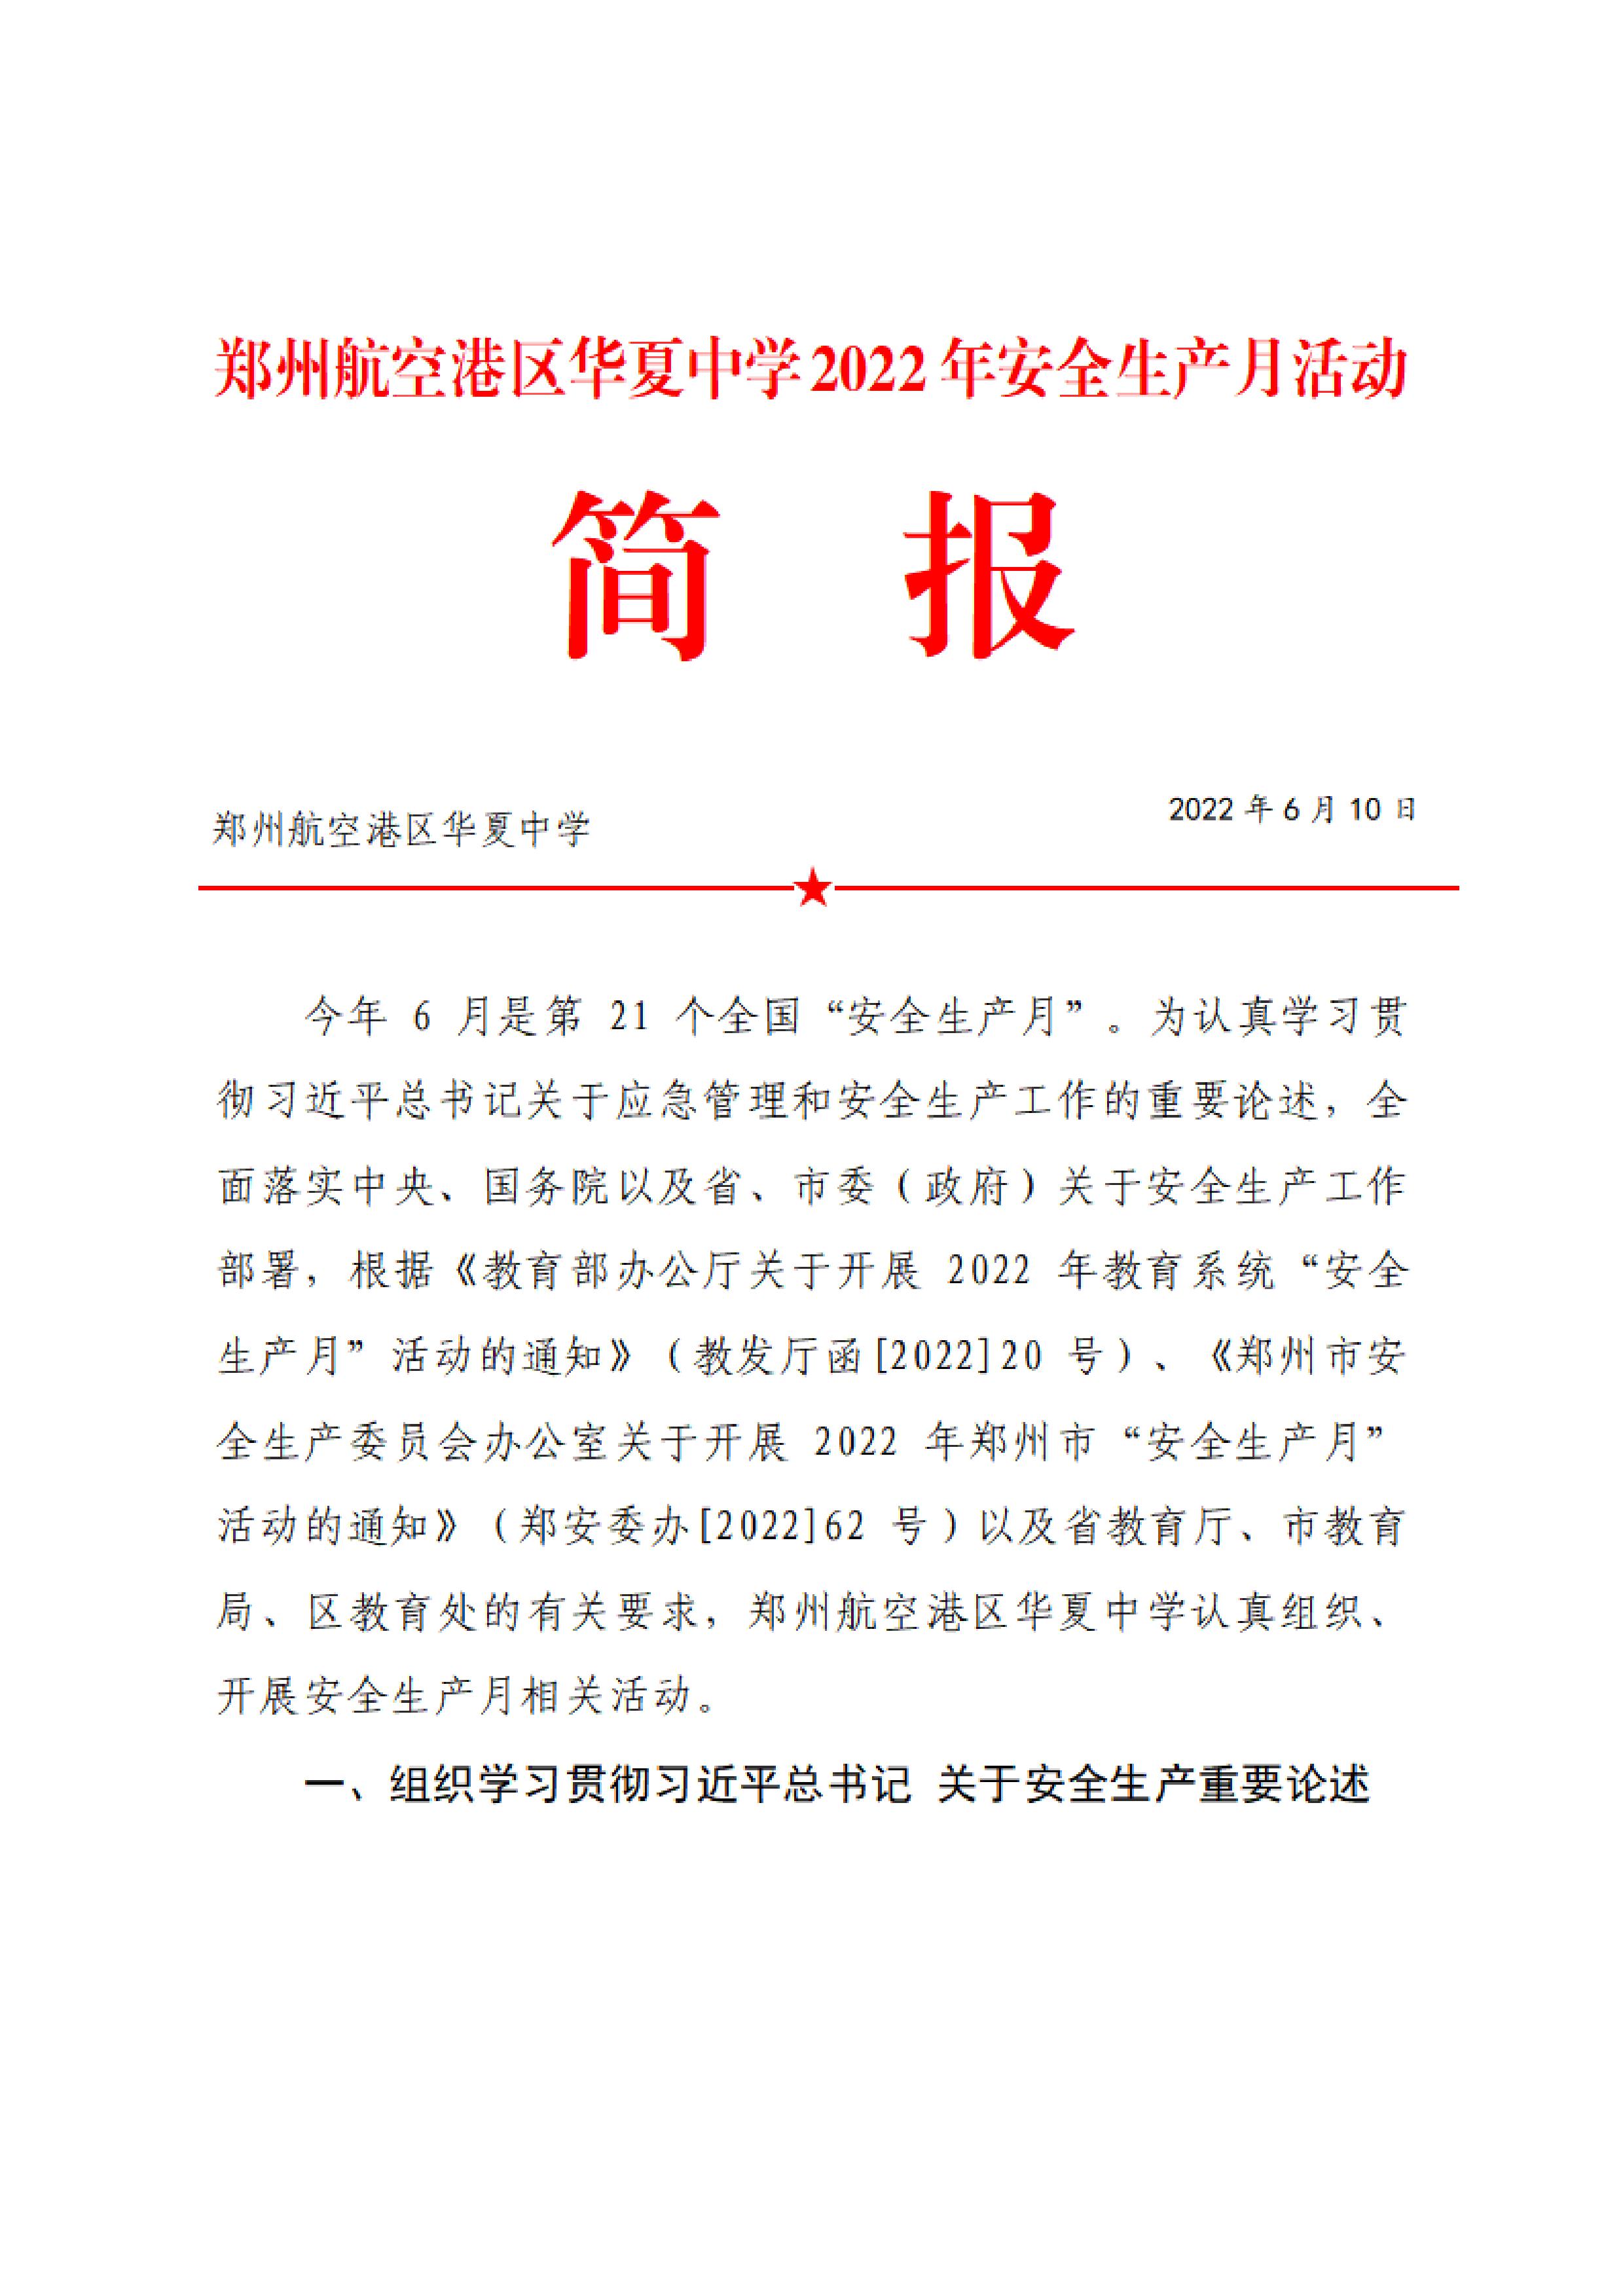 郑州航空港区华夏中学2022年安全生产月活动
简 报
郑州航空港区华夏中学 2022年6月10日
今年 6 月是第 21 个全国“安全生产月”。为认真学习贯
彻习近平总书记关于应急管理和安全生产工作的重要论述，全
面落实中央、国务院以及省、市委（政府）关于安全生产工作
部署，根据《教育部办公厅关于开展 2022 年教育系统“安全
生产月”活动的通知》（教发厅函[2022]20 号）、《郑州市安
全生产委员会办公室关于开展 2022 年郑州市“安全生产月”
活动的通知》（郑安委办[2022]62 号）以及省教育厅、市教育
局、区教育处的有关要求，郑州航空港区华夏中学认真组织、
开展安全生产月相关活动。
一、组织学习贯彻习近平总书记 关于安全生产重要论述